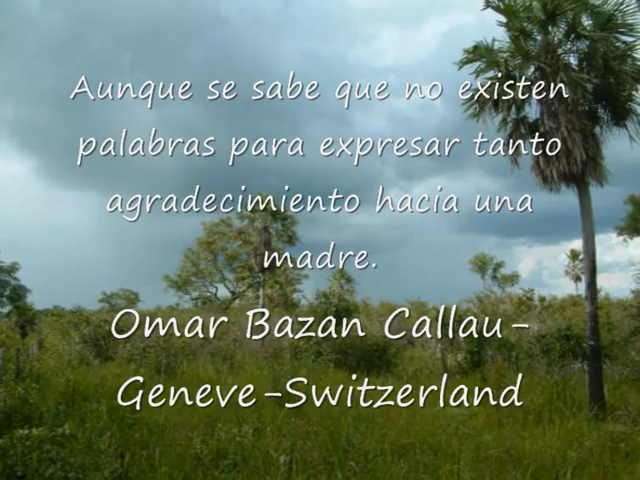 Aunque se sabe que no existen
palabras para expresar tanto
agradecimiento hacia una
madre.
Omar Bazan Callau-
Geneve-Switzerland